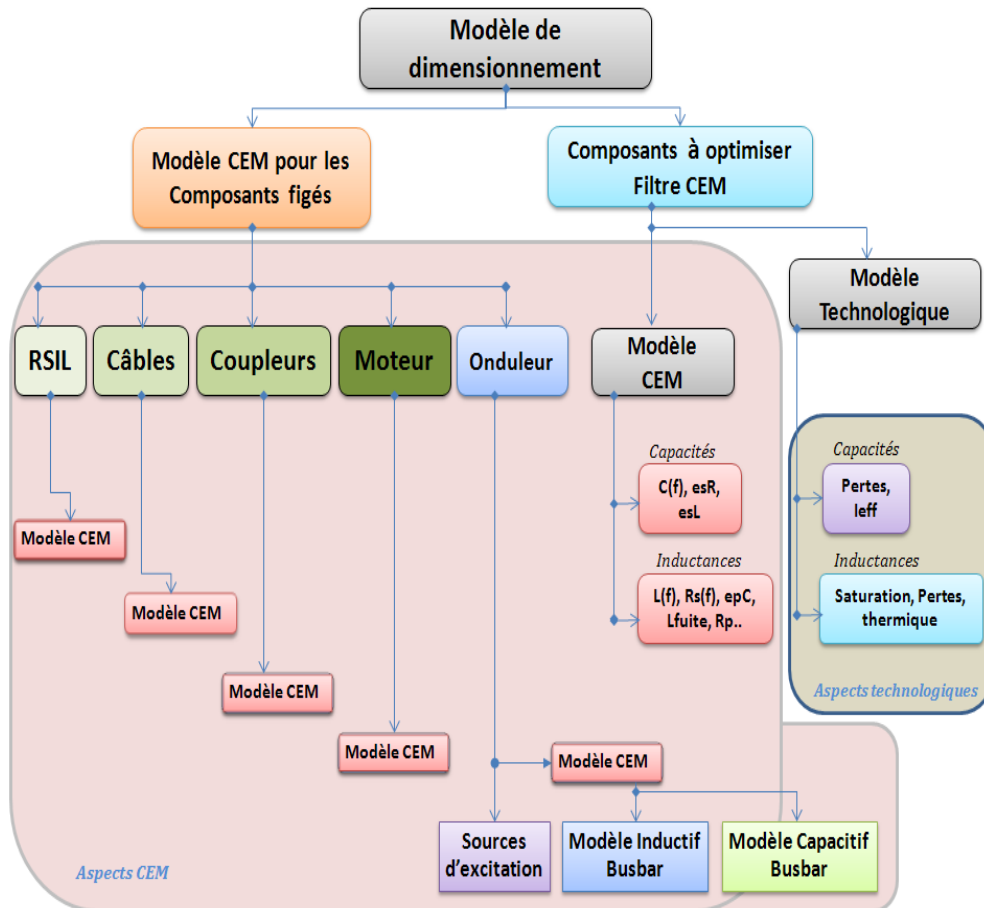 Modèle de
dimensionnement
Modèle CEM pour les
Composants figés
Composants à optimiser
Filtre CEM
Modèle
Technologique
RSIL
Câbles
Coupleurs
Moteur
Onduleur
Modèle
CEM
Capacités
C(f), esR,
esL
Inductances
L(f), Rs(f), epC,
Lfuite, Rp..
Capacités
Pertes,
Ieff
Inductances
Saturation, Pertes,
thermique
Aspects technologiques
Modèle CEM
Modèle CEM
Modèle CEM
Modèle CEM
Modèle CEM
Sources
d'excitation
Modèle Inductif
Busbar
Modèle Capacitif
Busbar
Aspects CEM